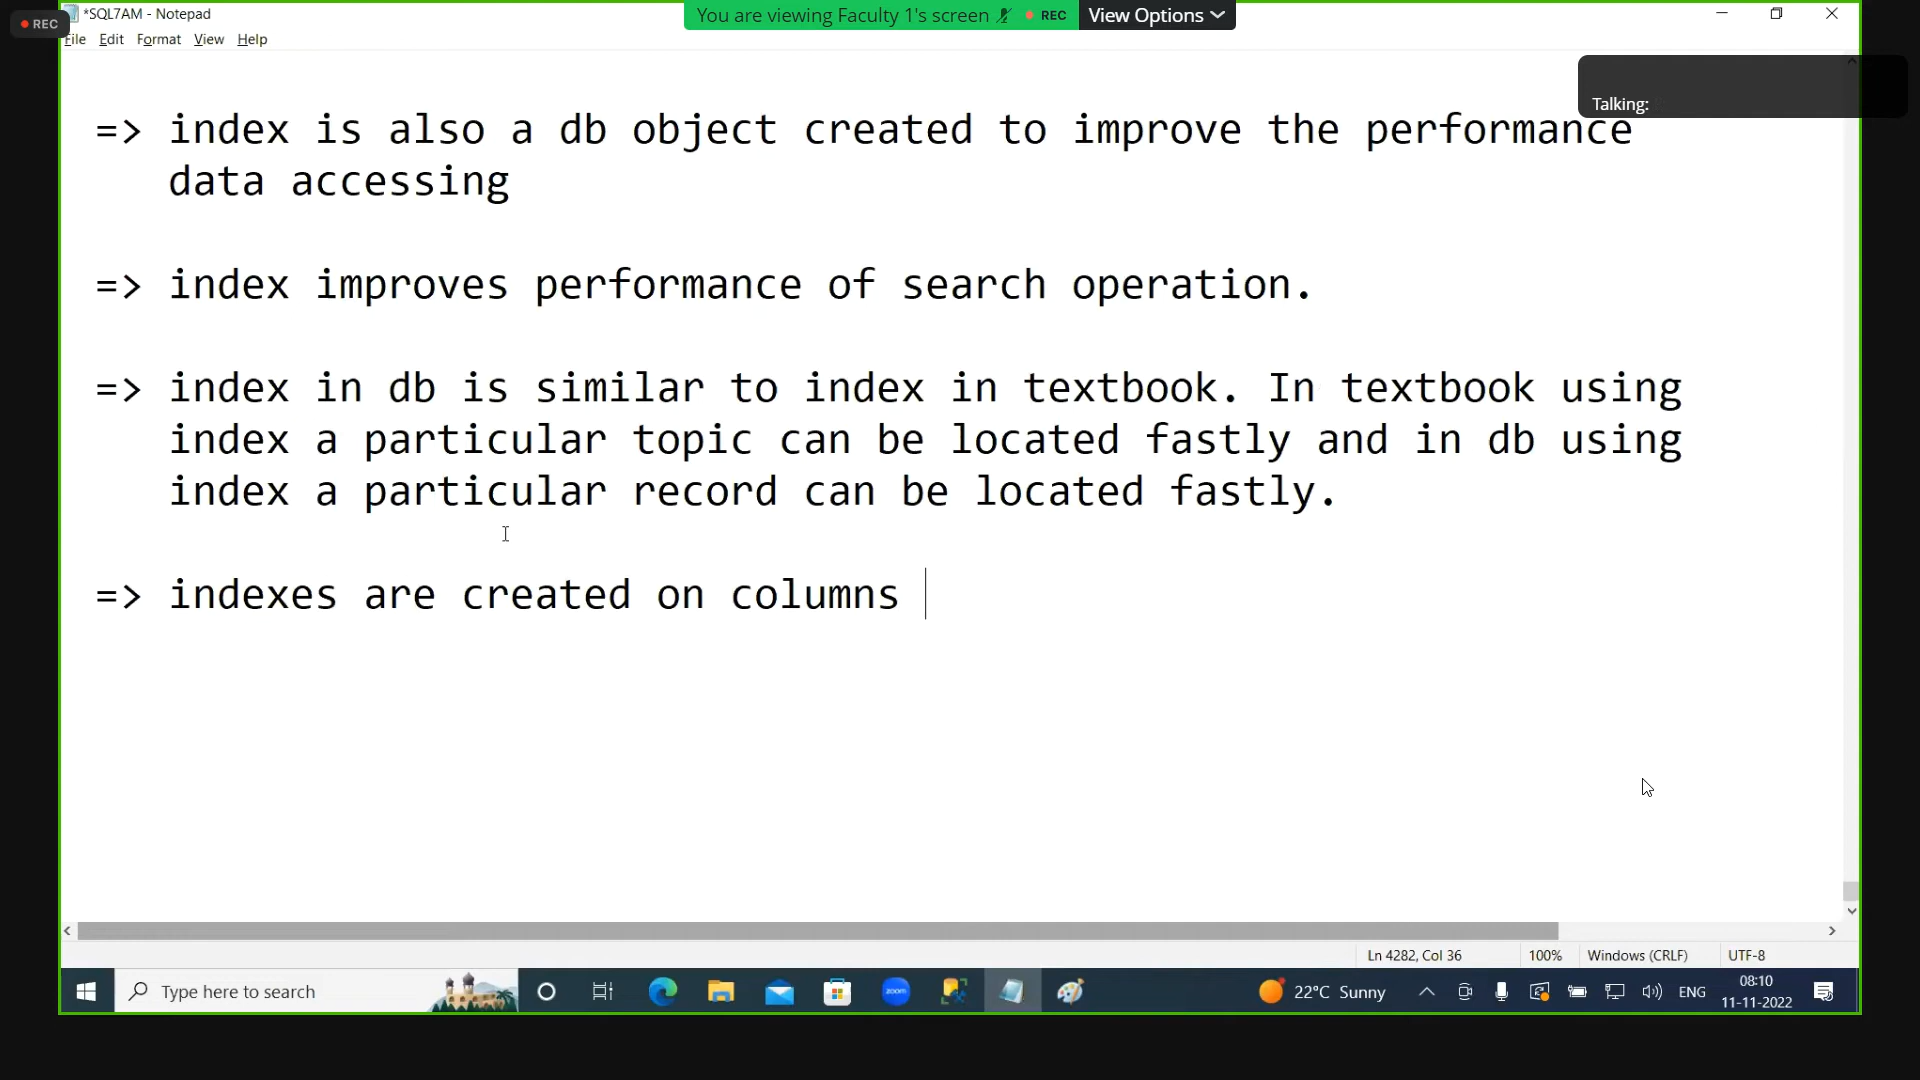 REC
*SQL7AM - Notepad
You are viewing Faculty 1's screen REC View Options
File Edit Format View Help
Talking:
=> index is also a db object created to improve the performance
data accessing
=> index improves performance of search operation.
=> index in db is similar to index in textbook. In textbook using
index a particular topic can be located fastly and in db using
index a particular record can be located fastly.
=> indexes are created on columns
Ln 4282, Col 36 100% Windows (CRLF) UTF-8
Type here to search
zoom
22°C Sunny
ENG
08:10
11-11-2022